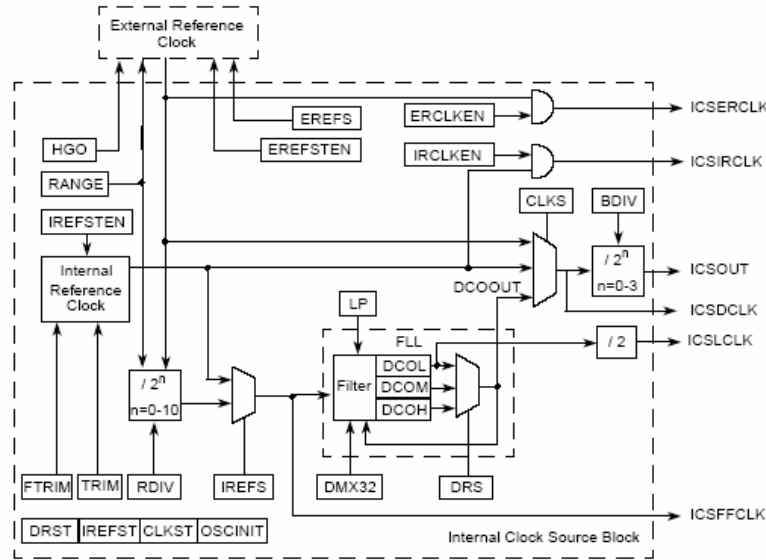 External Reference
Clock
ICSERCLK
EREFS
ERCLKEN
HGO
EREFSTEN
IRCLKEN
ICSIRCLK
RANGE
CLKS
BDIV
IREFSTEN
Internal
Reference
Clock
/ 2n
n=0-3
ICSOUT
DCOOUT
LP
ICSDCLK
FLL
/ 2
ICSLCLK
/ 2n
n=0-10
Filter
DCOL
DCOM
DCOH
FTRIM
TRIM
RDIV
IREFS
DMX32
DRS
ICSFFCLK
DRST IREFST CLKST OSCINIT
Internal Clock Source Block